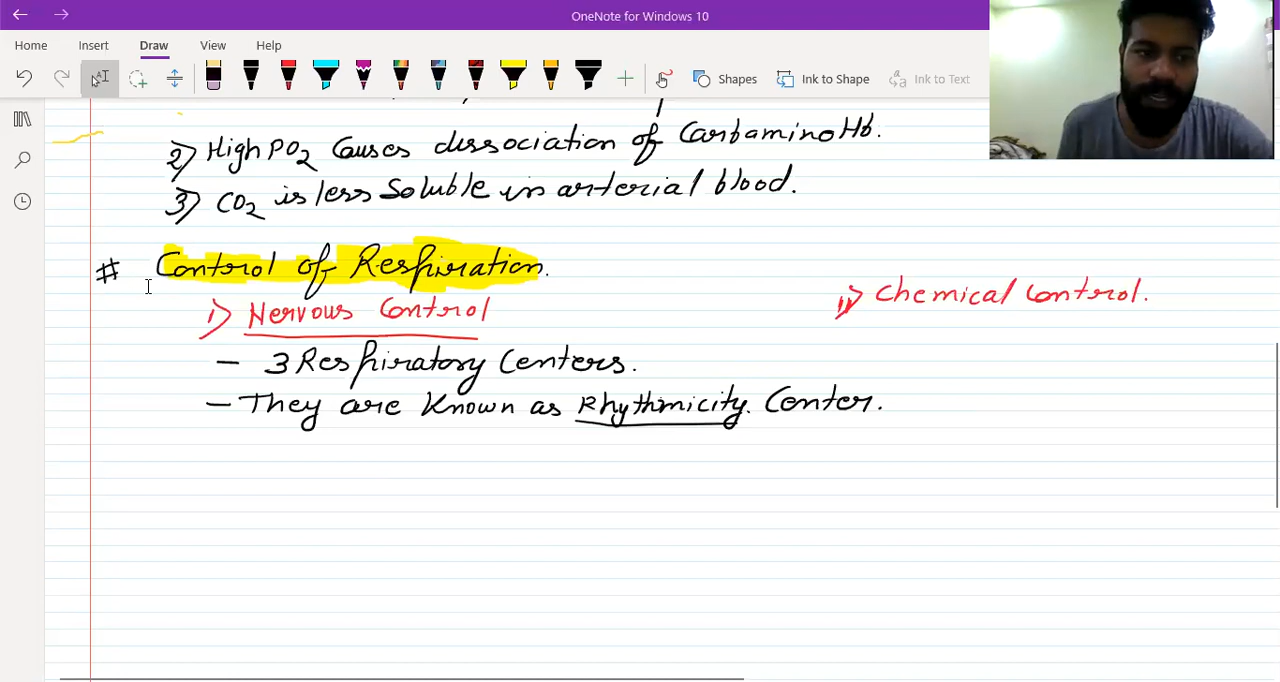 OneNote for Windows 10
Home Insert Draw View Help
Shapes Ink to Shape Ink to Text
2) High PO2 Causes dissociation of Carbamino Hb.
3) CO2 is less Soluble in arterial blood.
# Control of Respiration.
i) Nervous Control
ii) Chemical Control.
– 3 Respiratory Centers.
– They are known as Rhythmicity Center.